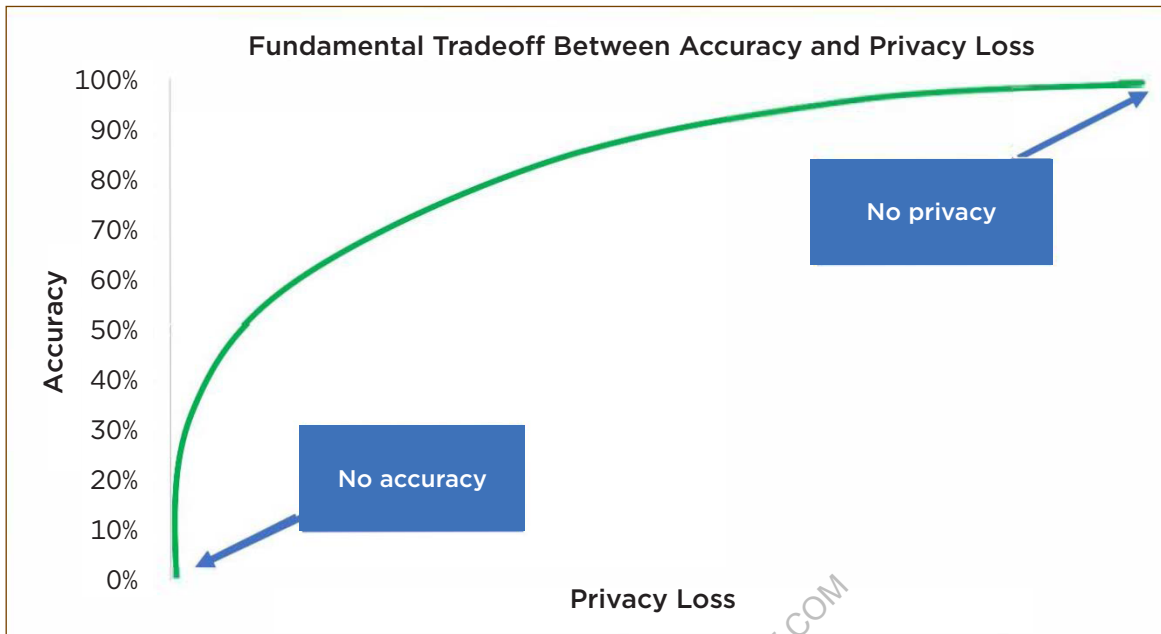 Fundamental Tradeoff Between Accuracy and Privacy Loss
100%
90%
80%
70%
60%
50%
40%
30%
20%
10%
0%
Accuracy
No privacy
No accuracy
Privacy Loss
.COM